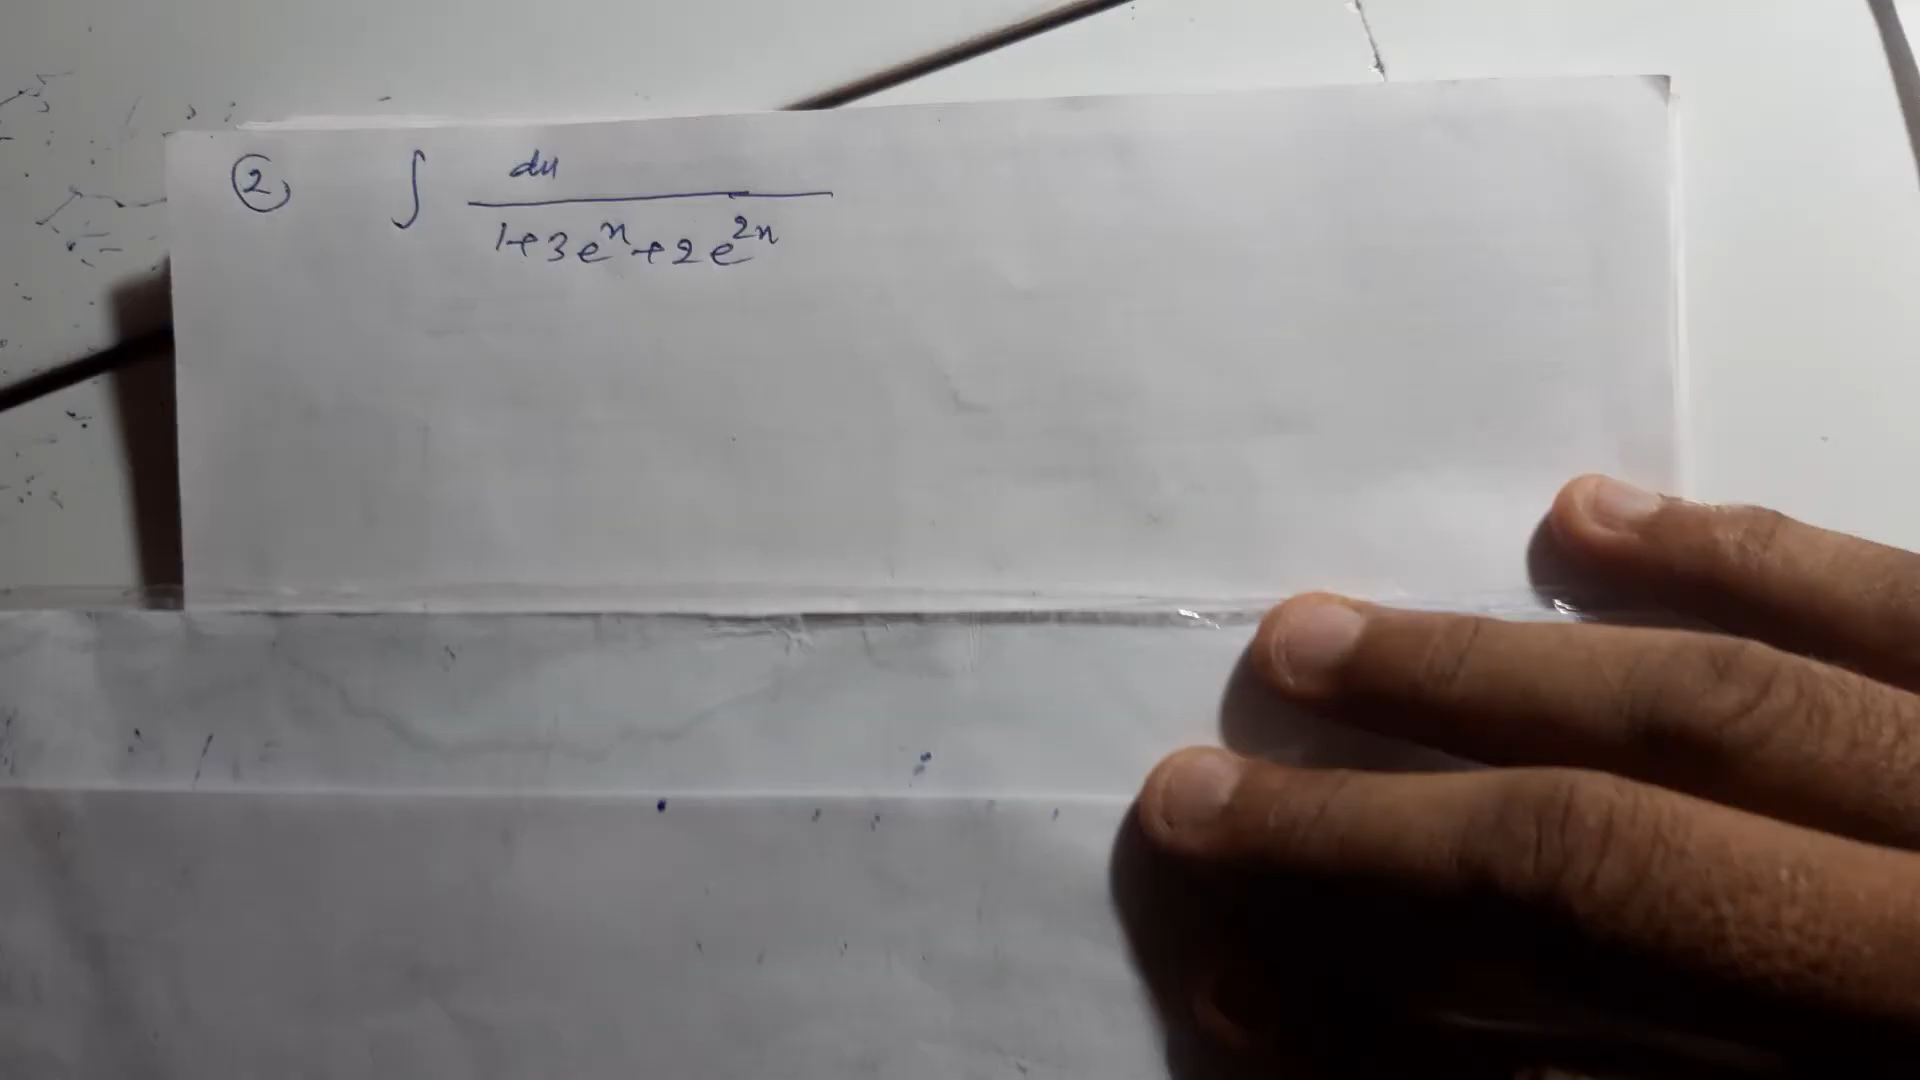 ② ∫ dx
1+3e^x+2e^2x